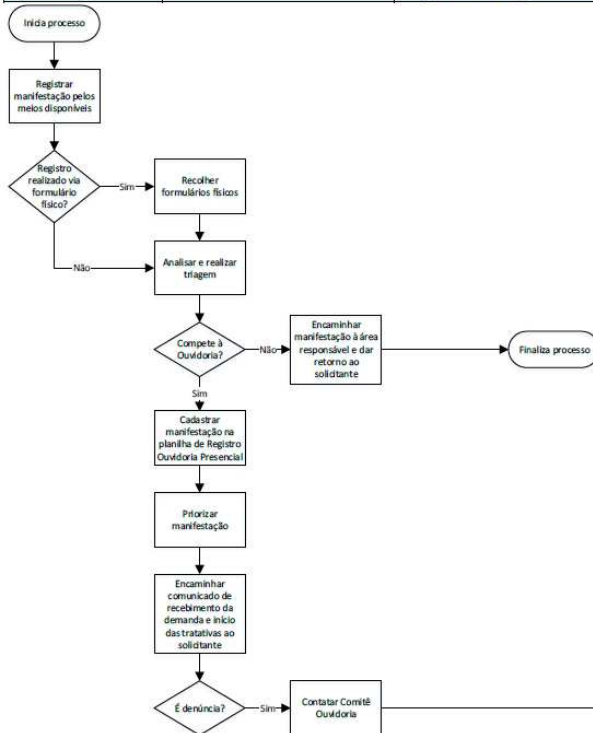 Inicia processo
Registrar
manifestação pelos
meios disponíveis
Registro
realizado via
formulário
físico?
Sim
Recolher
formulários físicos
Não
Analisar e realizar
triagem
Compete à
Ouvidoria?
Não
Encaminhar
manifestação à área
responsável e dar
retorno ao
solicitante
Finaliza processo
Sim
Cadastrar
manifestação na
planilha de Registro
Ouvidoria Presencial
Priorizar
manifestação
Encaminhar
comunicado de
recebimento da
demanda e início
das tratativas ao
solicitante
É denúncia?
Sim
Contatar Comitê
Ouvidoria